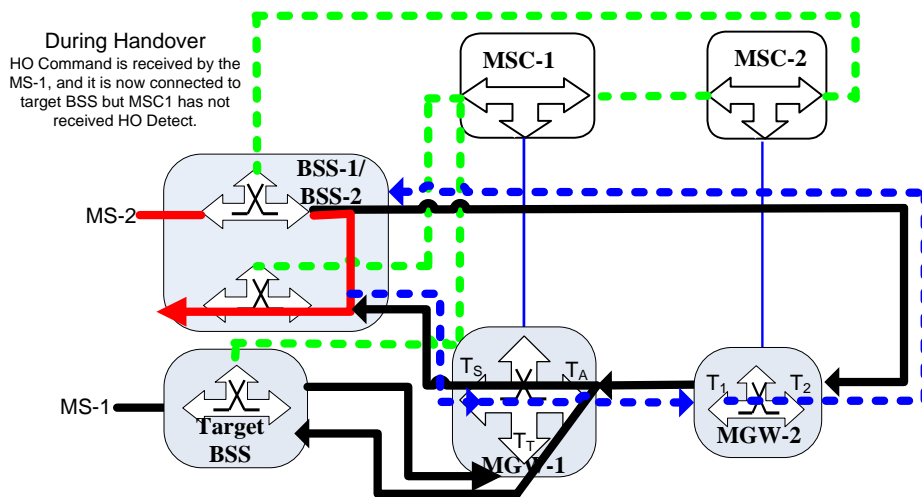 During Handover
HO Command is received by the
MS-1, and it is now connected to
target BSS but MSC1 has not
received HO Detect.
MSC-1
MSC-2
BSS-1/
BSS-2
MS-2
MS-1
Target
BSS
TS
TA
TT
MGW-1
T1
T2
MGW-2